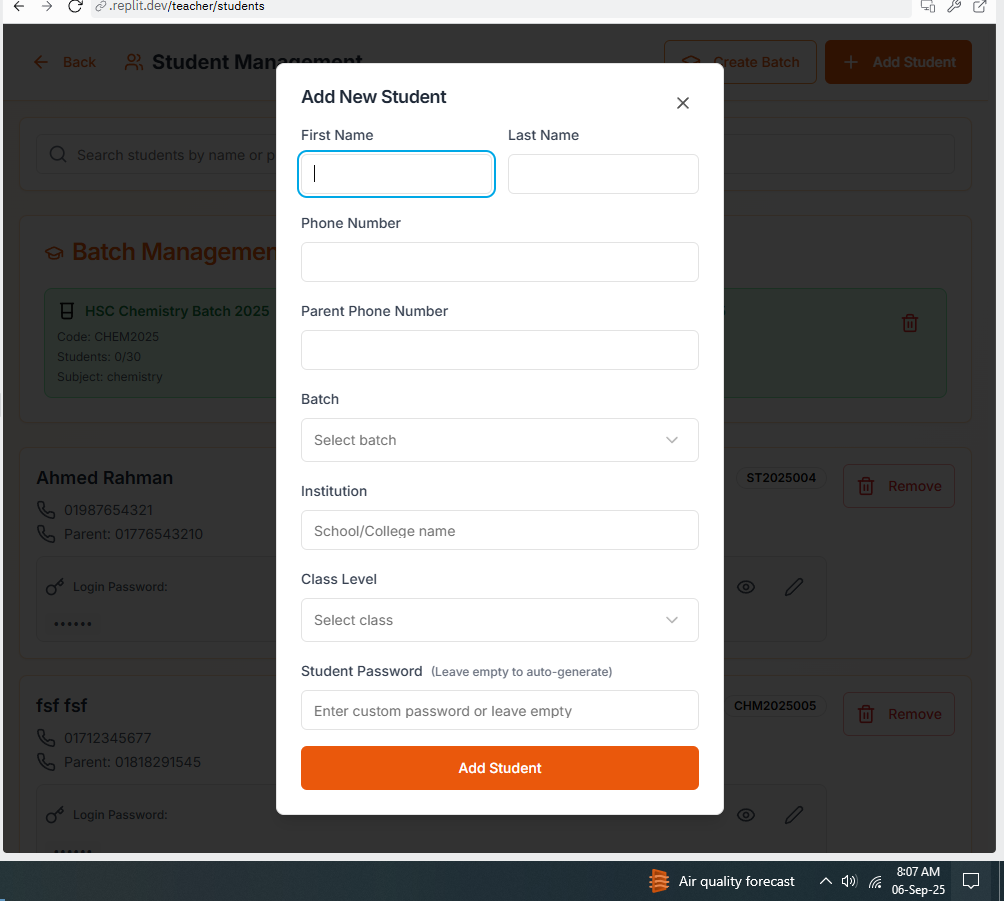 .replit.dev/teacher/students
Back
Student Management
Create Batch
Add Student
Search students by name or p
Batch Managemen
HSC Chemistry Batch 2025
Code: CHEM2025
Students: 0/30
Subject: chemistry
Ahmed Rahman
01987654321
Parent: 01776543210
ST2025004
Remove
Login Password:
••••••
fsf fsf
01712345677
Parent: 01818291545
CHM2025005
Remove
Login Password:
••••••
Add New Student
First Name
Last Name
Phone Number
Parent Phone Number
Batch
Select batch
Institution
School/College name
Class Level
Select class
Student Password (Leave empty to auto-generate)
Enter custom password or leave empty
Add Student
Air quality forecast
8:07 AM
06-Sep-25